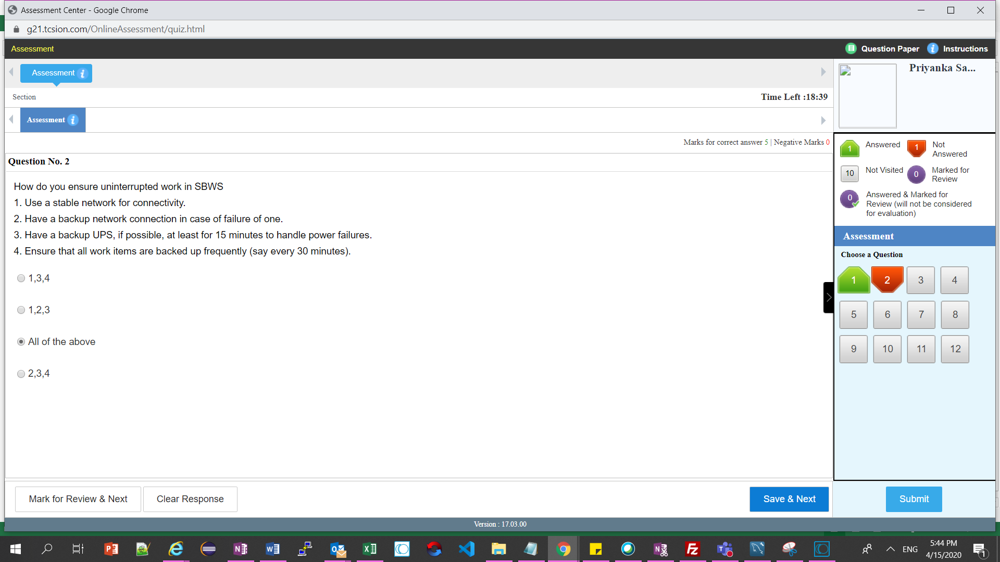 Assessment Center - Google Chrome
g21.tcsion.com/OnlineAssessment/quiz.html
Assessment
Question Paper
Instructions
Assessment
Priyanka Sa...
Section
Time Left :18:39
Assessment
Marks for correct answer 5 | Negative Marks 0
Question No. 2
How do you ensure uninterrupted work in SBWS
1. Use a stable network for connectivity.
2. Have a backup network connection in case of failure of one.
3. Have a backup UPS, if possible, at least for 15 minutes to handle power failures.
4. Ensure that all work items are backed up frequently (say every 30 minutes).
1,3,4
1,2,3
All of the above
2,3,4
1 Answered
1 Not Answered
10 Not Visited
0 Marked for Review
0 Answered & Marked for
Review (will not be considered
for evaluation)
Assessment
Choose a Question
1 2 3 4
5 6 7 8
9 10 11 12
Mark for Review & Next
Clear Response
Save & Next
Submit
Version : 17.03.00
ENG
5:44 PM
4/15/2020
1